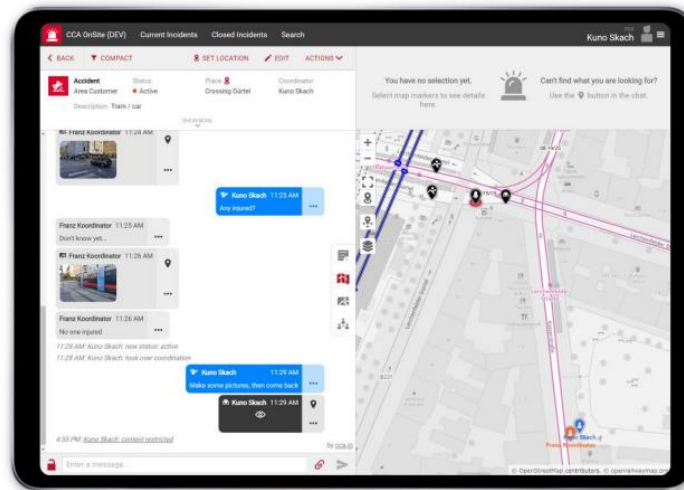 CCA OnSite (DEV) Current Incidents Closed Incidents Search
Kuno Skach
BACK COMPACT SET LOCATION EDIT ACTIONS
Accident Status Place Coordinator
Area Customer Active Crossing Gürtel Kuno Skach
Description Tram / car
SHOW MORE
You have no selection yet.
Select map markers to see details
here.
Can't find what you are looking for?
Use the button in the chat.
Franz Koordinator 11:24 AM
Kuno Skach 11:25 AM
Any injured?
Franz Koordinator 11:25 AM
Don't know yet...
Franz Koordinator 11:26 AM
Franz Koordinator 11:26 AM
No one injured
11:28 AM: Kuno Skach: new status: active
11:28 AM: Kuno Skach: took over coordination
Kuno Skach 11:29 AM
Make some pictures, then come back
Kuno Skach 11:29 AM
4:55 PM: Kuno Skach: content restricted
by cca.io
Enter a message...
B221
Kuno Skach
Franz Koordinator
© OpenStreetMap contributors, © openrailwaymap.org